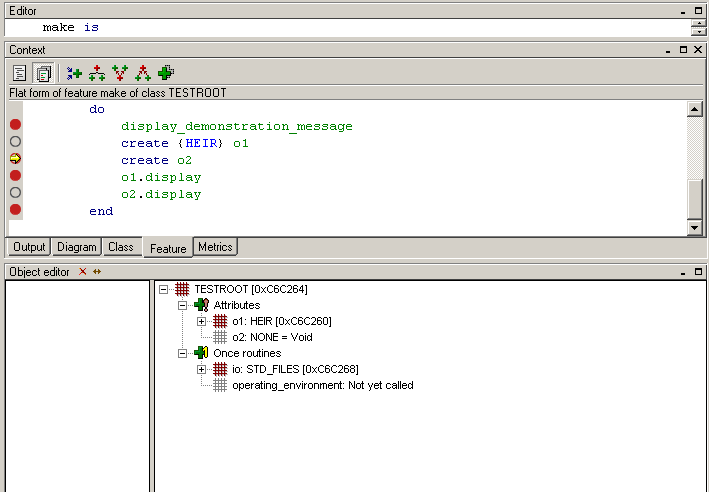 Editor
make is
Context
Flat form of feature make of class TESTROOT
do
display_demonstration_message
create {HEIR} o1
create o2
o1.display
o2.display
end
Output Diagram Class Feature Metrics
Object editor
TESTROOT [0xC6C264]
Attributes
o1: HEIR [0xC6C260]
o2: NONE = Void
Once routines
io: STD_FILES [0xC6C268]
operating_environment: Not yet called